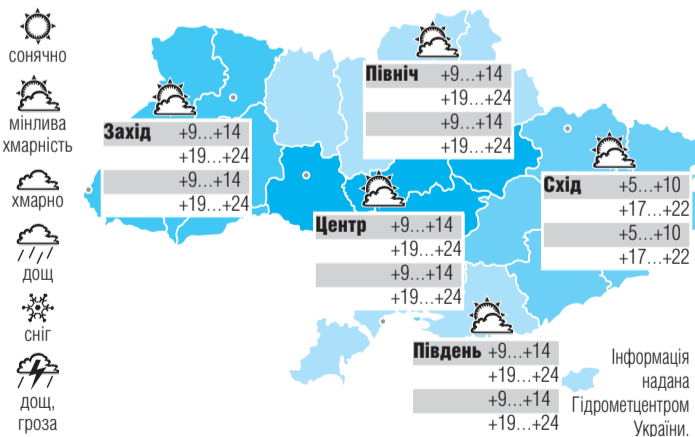 сонячно
мінлива
хмарність
хмарно
дощ
сніг
дощ,
гроза
Північ +9...+14
+19...+24
+9...+14
+19...+24
Захід +9...+14
+19...+24
+9...+14
+19...+24
Схід +5...+10
+17...+22
+5...+10
+17...+22
Центр +9...+14
+19...+24
+9...+14
+19...+24
Південь +9...+14
+19...+24
+9...+14
+19...+24
Інформація
надана
Гідрометцентром
України.